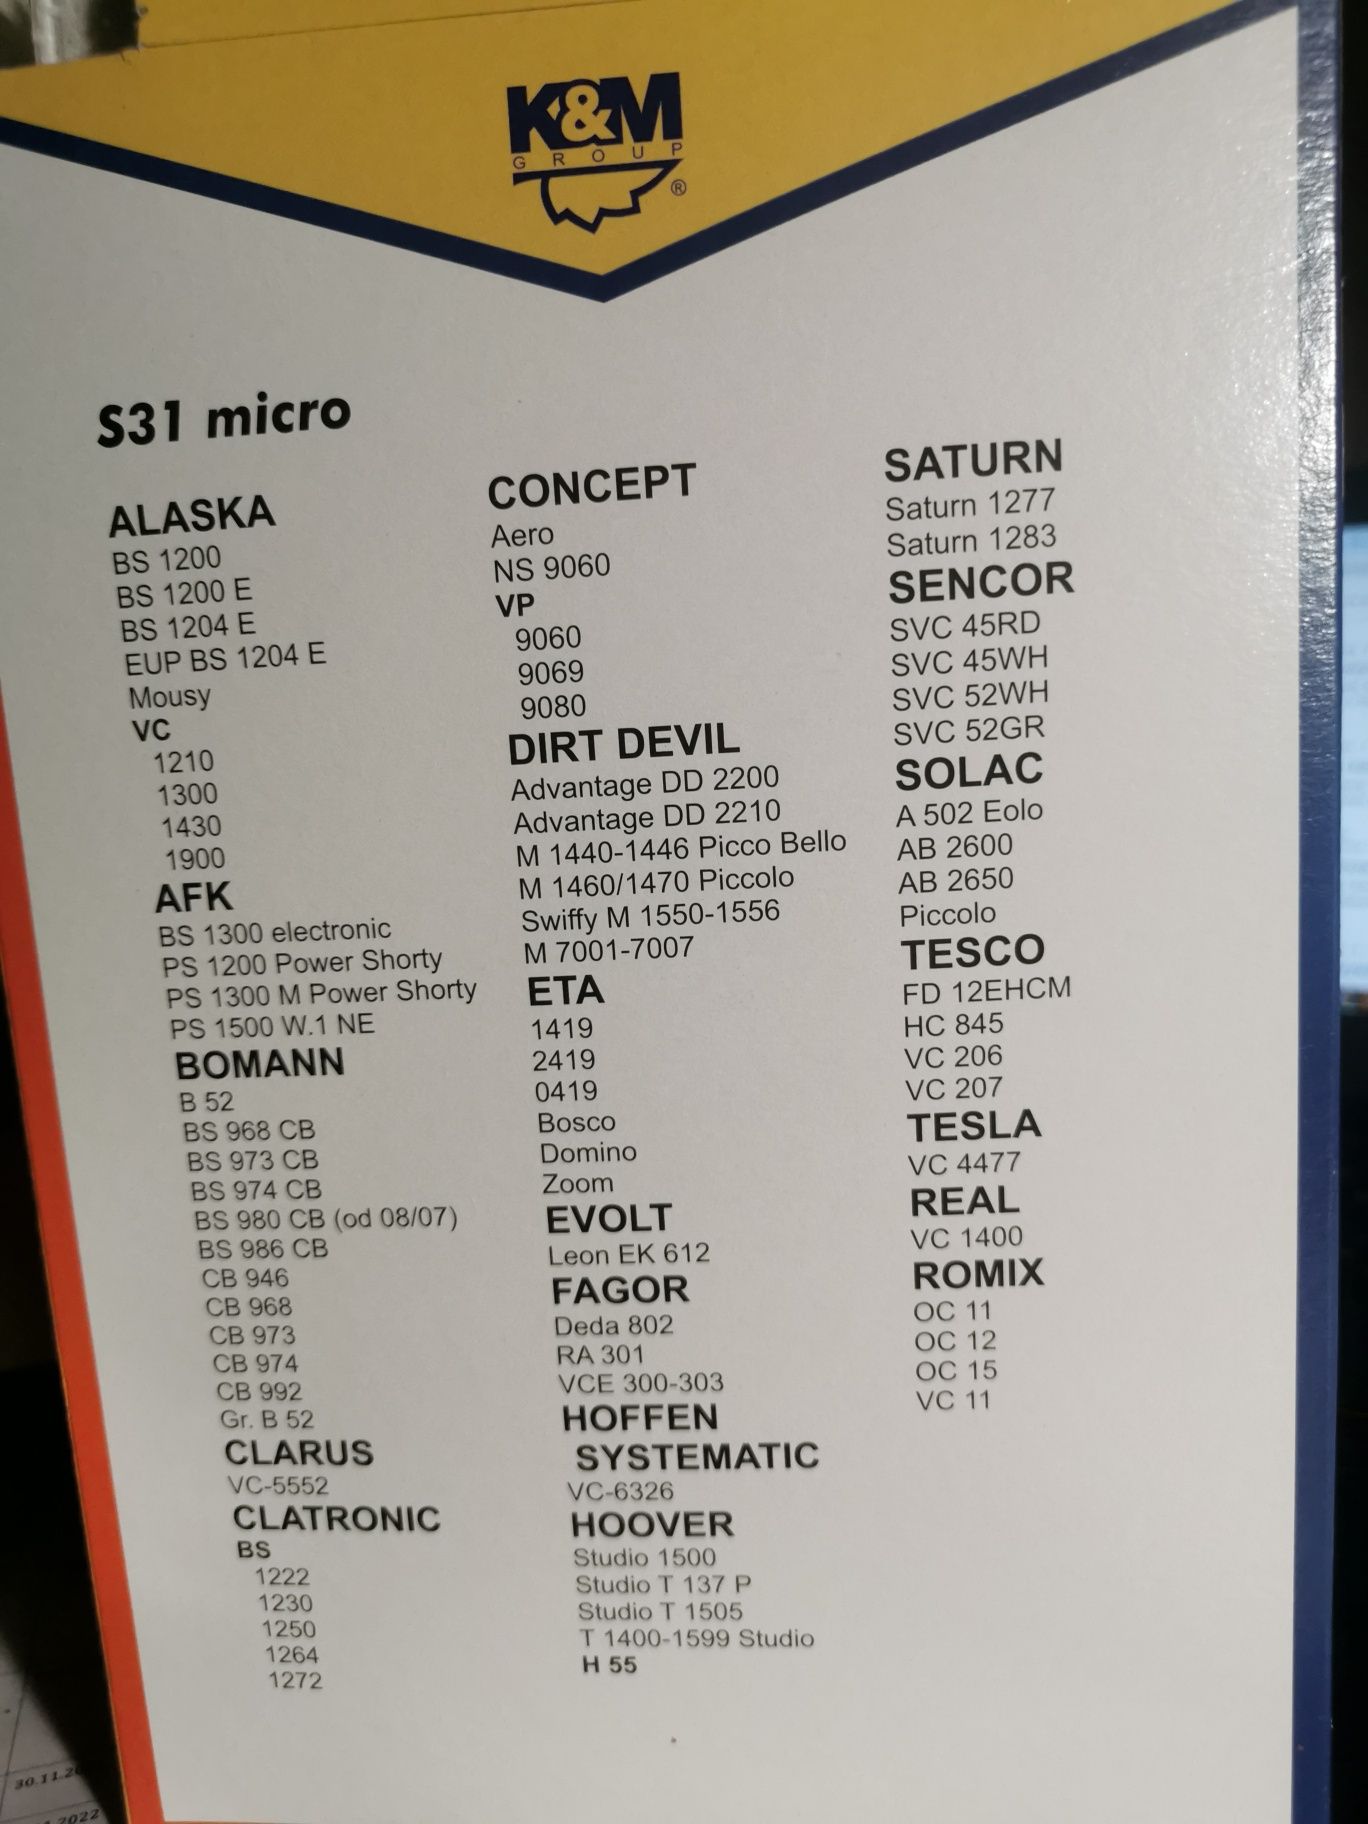 K&M
GROUP
®
S31 micro
ALASKA
BS 1200
BS 1200 E
BS 1204 E
EUP BS 1204 E
Mousy
VC
1210
1300
1430
1900
AFK
BS 1300 electronic
PS 1200 Power Shorty
PS 1300 M Power Shorty
PS 1500 W.1 NE
BOMANN
B 52
BS 968 CB
BS 973 CB
BS 974 CB
BS 980 CB (od 08/07)
BS 986 CB
CB 946
CB 968
CB 973
CB 974
CB 992
Gr. B 52
CLARUS
VC-5552
CLATRONIC
BS
1222
1230
1250
1264
1272
CONCEPT
Aero
NS 9060
VP
9060
9069
9080
DIRT DEVIL
Advantage DD 2200
Advantage DD 2210
M 1440-1446 Picco Bello
M 1460/1470 Piccolo
Swiffy M 1550-1556
M 7001-7007
ETA
1419
2419
0419
Bosco
Domino
Zoom
EVOLT
Leon EK 612
FAGOR
Deda 802
RA 301
VCE 300-303
HOFFEN
SYSTEMATIC
VC-6326
HOOVER
Studio 1500
Studio T 137 P
Studio T 1505
T 1400-1599 Studio
H 55
SATURN
Saturn 1277
Saturn 1283
SENCOR
SVC 45RD
SVC 45WH
SVC 52WH
SVC 52GR
SOLAC
A 502 Eolo
AB 2600
AB 2650
Piccolo
TESCO
FD 12EHCM
HC 845
VC 206
VC 207
TESLA
VC 4477
REAL
VC 1400
ROMIX
OC 11
OC 12
OC 15
VC 11